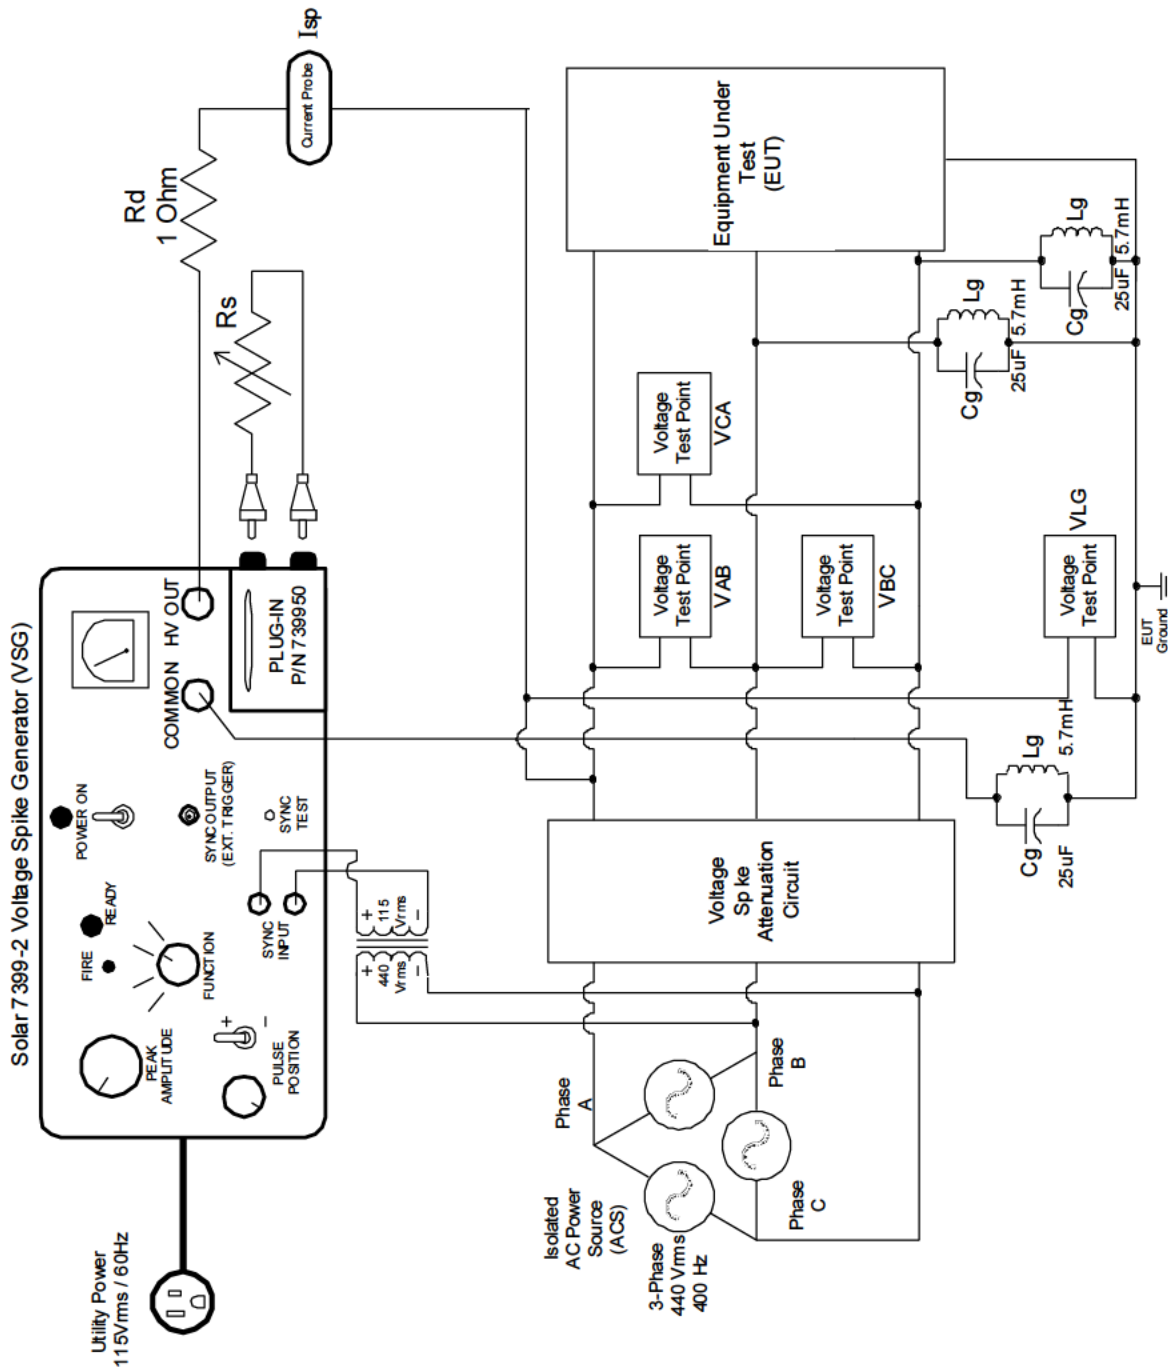 Solar 7399-2 Voltage Spike Generator (VSG)
Utility Power
115Vrms / 60Hz
PEAK
AMPLITUDE
FIRE
READY
POWER ON
FUNCTION
PULSE
POSITION
+
-
SYNC
INPUT
SYNC OUTPUT
(EXT. TRIGGER)
SYNC
TEST
COMMON
HV OUT
PLUG-IN
P/N 739950
Rs
Rd
1 Ohm
Current Probe
Isp
+
440
Vrms
-
+
115
Vrms
-
Isolated
AC Power
Source
(ACS)
3-Phase
440 Vrms
400 Hz
Phase
A
Phase
B
Phase
C
Voltage
Spike
Attenuation
Circuit
Voltage
Test Point
VAB
Voltage
Test Point
VCA
Voltage
Test Point
VBC
Voltage
Test Point
VLG
Equipment Under
Test
(EUT)
Cg
25uF
Lg
5.7mH
Cg
25uF
Lg
5.7mH
Cg
25uF
Lg
5.7mH
EUT
Ground